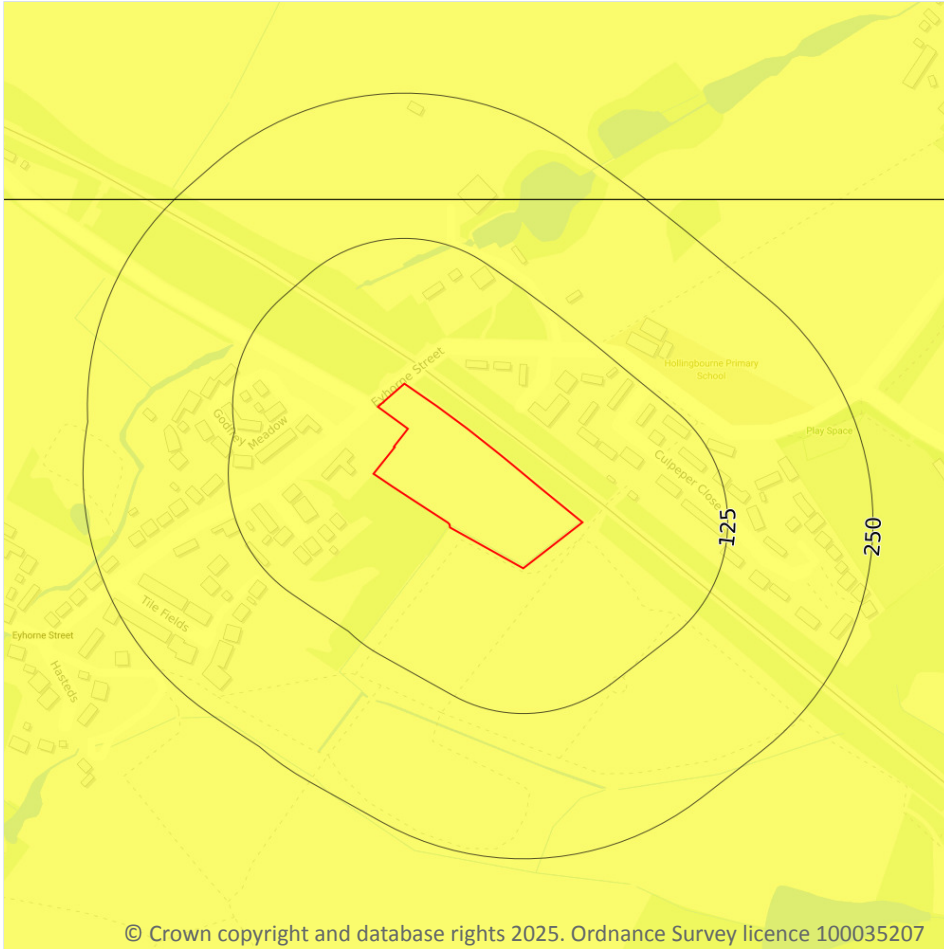 Eyhorne Street
Hollingbourne Primary
School
Godfrey
Meadow
Play Space
Culpeper Close
125
250
Tile Fields
Eyhorne Street
Hasteds
© Crown copyright and database rights 2025. Ordnance Survey licence 100035207